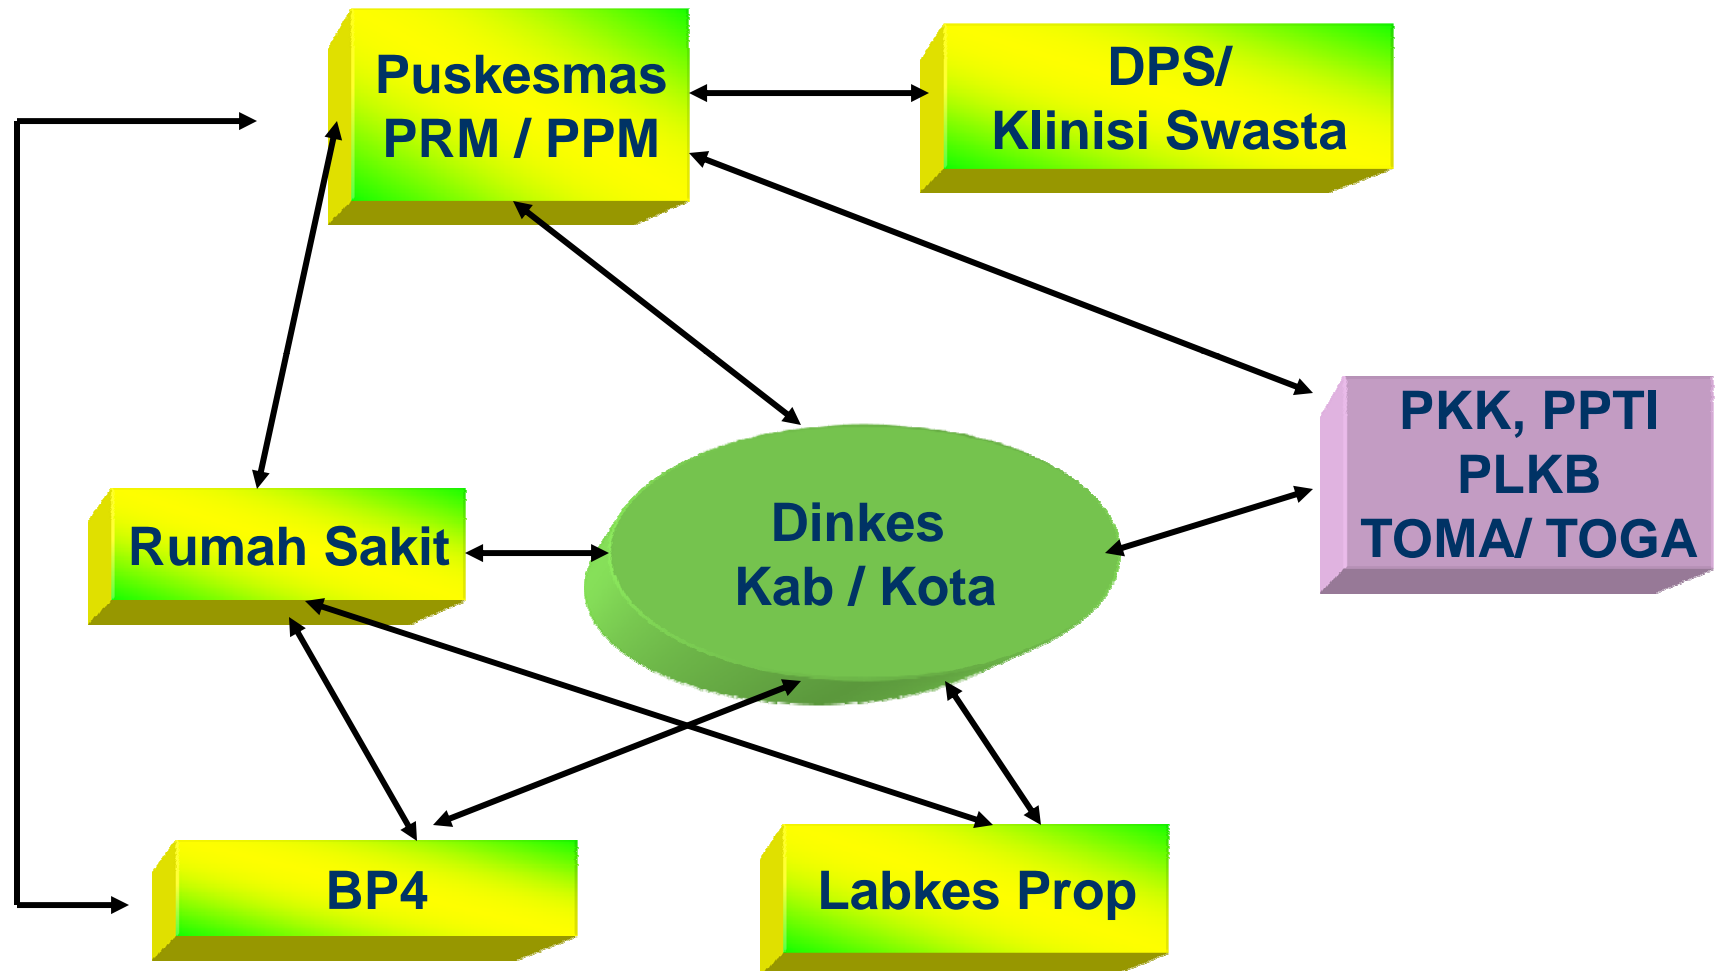 Puskesmas
PRM / PPM
DPS/
Klinisi Swasta
PKK, PPTI
PLKB
TOMA/ TOGA
Rumah Sakit
Dinkes
Kab / Kota
BP4
Labkes Prop